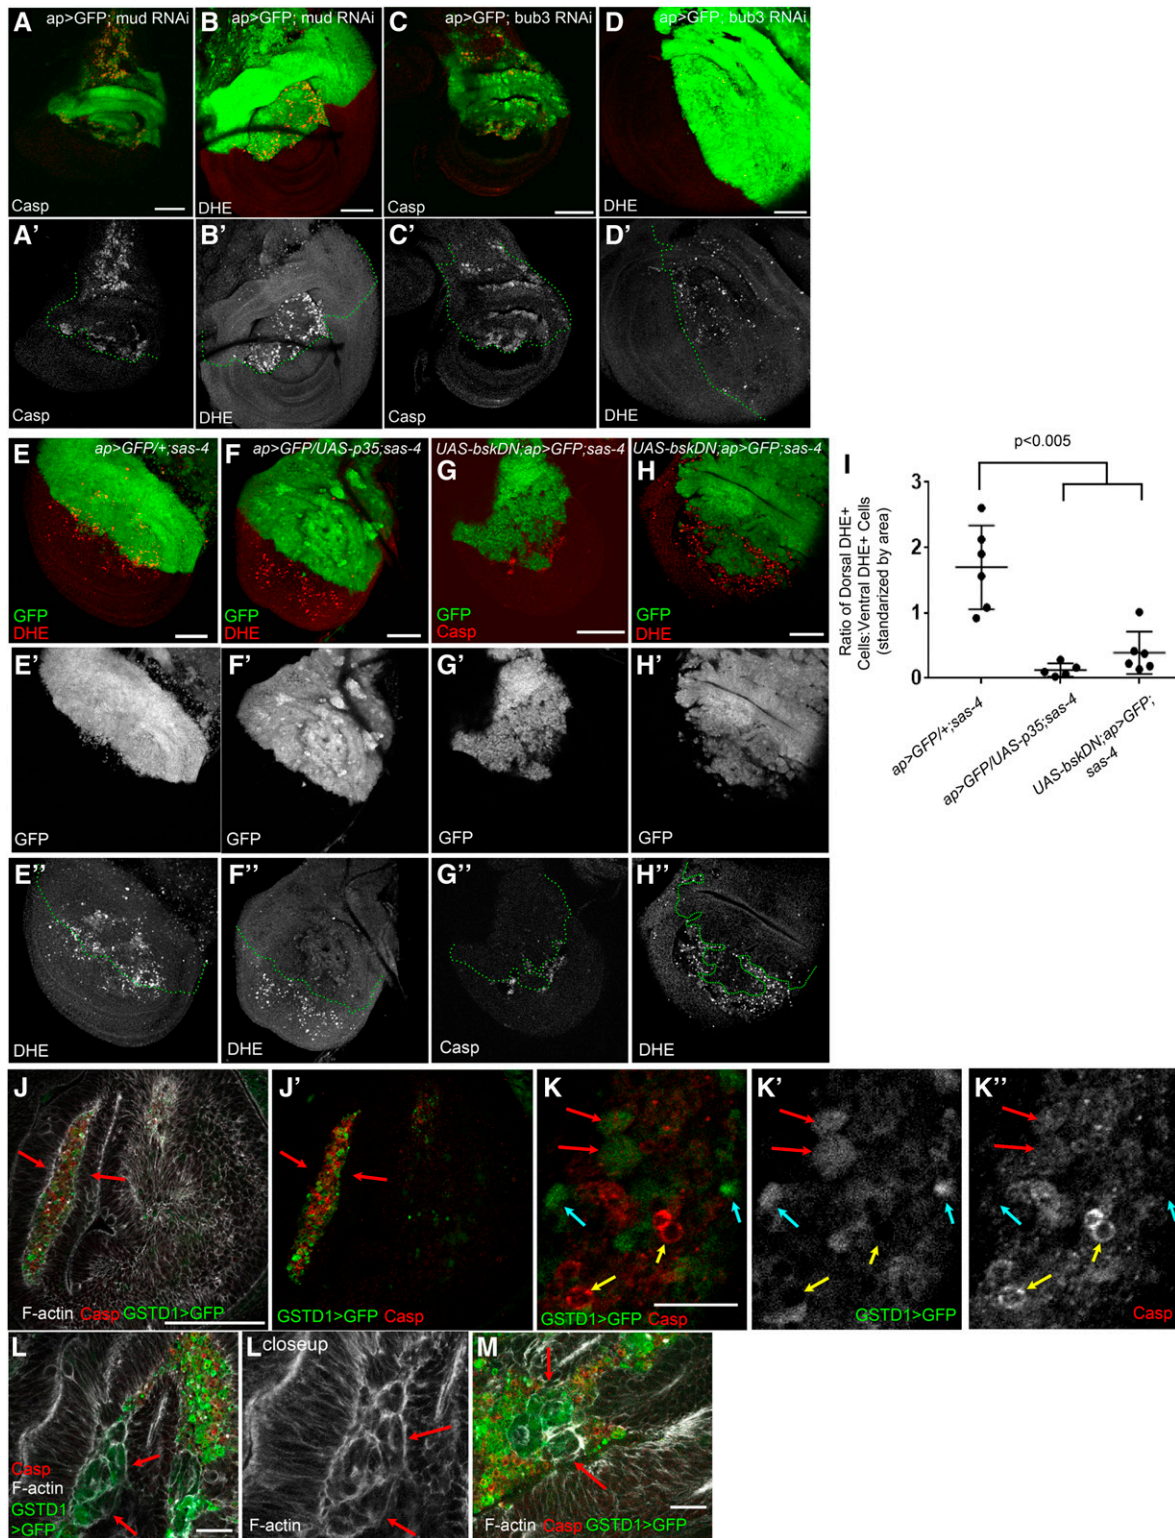 A
ap>GFP; mud RNAi
Casp
B
ap>GFP; mud RNAi
DHE
C
ap>GFP; bub3 RNAi
Casp
D
ap>GFP; bub3 RNAi
DHE
A'
Casp
B'
DHE
C'
Casp
D'
DHE
E
ap>GFP/+;sas-4
GFP
DHE
F
ap>GFP/UAS-p35;sas-4
GFP
DHE
G
UAS-bskDN;ap>GFP;sas-4
GFP
Casp
H
UAS-bskDN;ap>GFP;sas-4
GFP
DHE
I
p<0.005
Ratio of Dorsal DHE+
Cells:Ventral DHE+ Cells
(standarized by area)
3
2
1
0
ap>GFP/+;sas-4
ap>GFP/UAS-p35;sas-4
UAS-bskDN;ap>GFP;
sas-4
E'
GFP
F'
GFP
G'
GFP
H'
GFP
E''
DHE
F''
DHE
G''
Casp
H''
DHE
J
F-actin Casp GSTD1>GFP
J'
GSTD1>GFP Casp
K
GSTD1>GFP Casp
K'
GSTD1>GFP
K''
Casp
L
Casp
F-actin
GSTD1
>GFP
L closeup
F-actin
M
F-actin Casp GSTD1>GFP